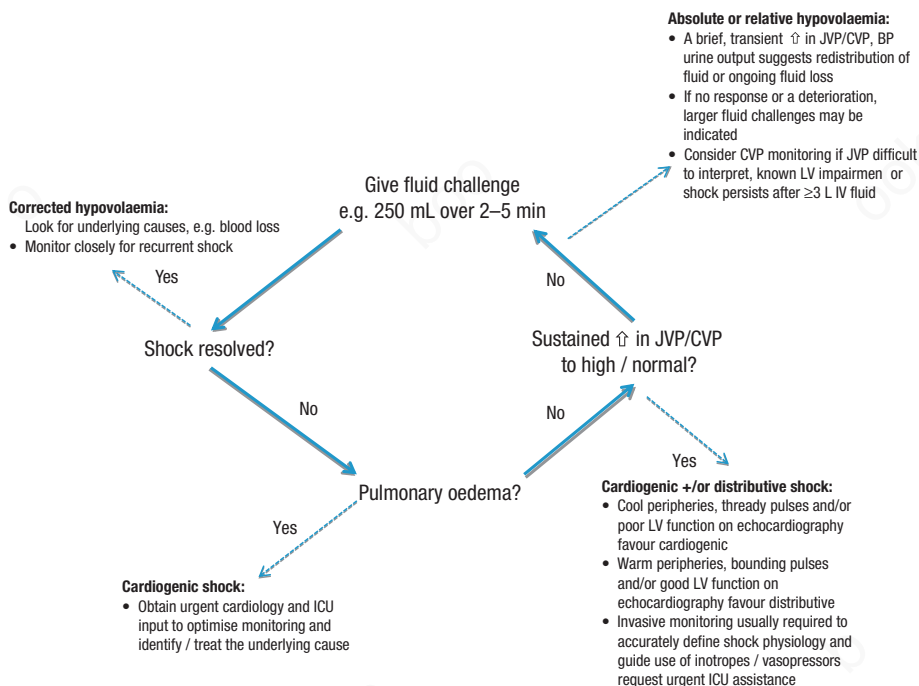 Absolute or relative hypovolaemia:
• A brief, transient ⇧ in JVP/CVP, BP
urine output suggests redistribution of
fluid or ongoing fluid loss
• If no response or a deterioration,
larger fluid challenges may be
indicated
• Consider CVP monitoring if JVP difficult
to interpret, known LV impairmen or
shock persists after ≥3 L IV fluid
Give fluid challenge
e.g. 250 mL over 2–5 min
Corrected hypovolaemia:
Look for underlying causes, e.g. blood loss
• Monitor closely for recurrent shock
Yes
No
Shock resolved?
Sustained ⇧ in JVP/CVP
to high / normal?
No
No
Yes
Pulmonary oedema?
Yes
Cardiogenic shock:
• Obtain urgent cardiology and ICU
input to optimise monitoring and
identify / treat the underlying cause
Cardiogenic +/or distributive shock:
• Cool peripheries, thready pulses and/or
poor LV function on echocardiography
favour cardiogenic
• Warm peripheries, bounding pulses
and/or good LV function on
echocardiography favour distributive
• Invasive monitoring usually required to
accurately define shock physiology and
guide use of inotropes / vasopressors
request urgent ICU assistance